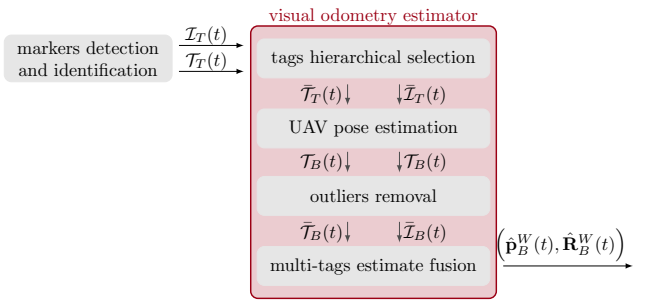 visual odometry estimator
markers detection
and identification
𝓘_T(t)
𝓣_T(t)
tags hierarchical selection
𝓣̄_T(t)↓ ↓𝓘̄_T(t)
UAV pose estimation
𝓣_B(t)↓ ↓𝓣_B(t)
outliers removal
𝓣̄_B(t)↓ ↓𝓘̄_B(t)
multi-tags estimate fusion
(p̂_B^W(t), R̂_B^W(t))